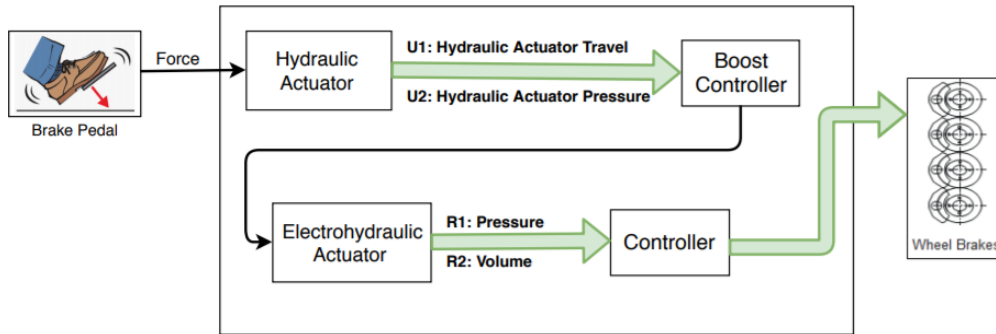 Brake Pedal
Force
Hydraulic
Actuator
U1: Hydraulic Actuator Travel
U2: Hydraulic Actuator Pressure
Boost
Controller
Electrohydraulic
Actuator
R1: Pressure
R2: Volume
Controller
Wheel Brakes